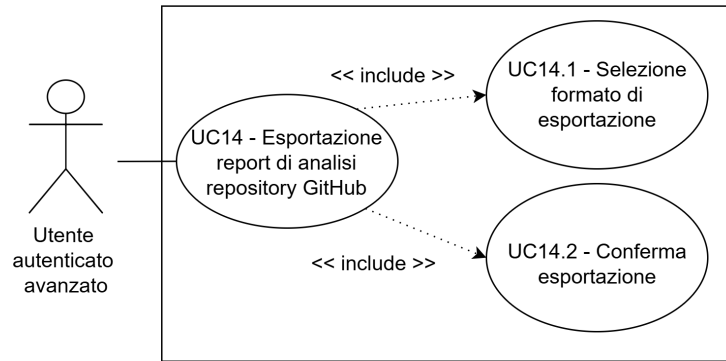 << include >>
UC14.1 - Selezione
formato di
esportazione
UC14 - Esportazione
report di analisi
repository GitHub
Utente
autenticato
avanzato
<< include >>
UC14.2 - Conferma
esportazione